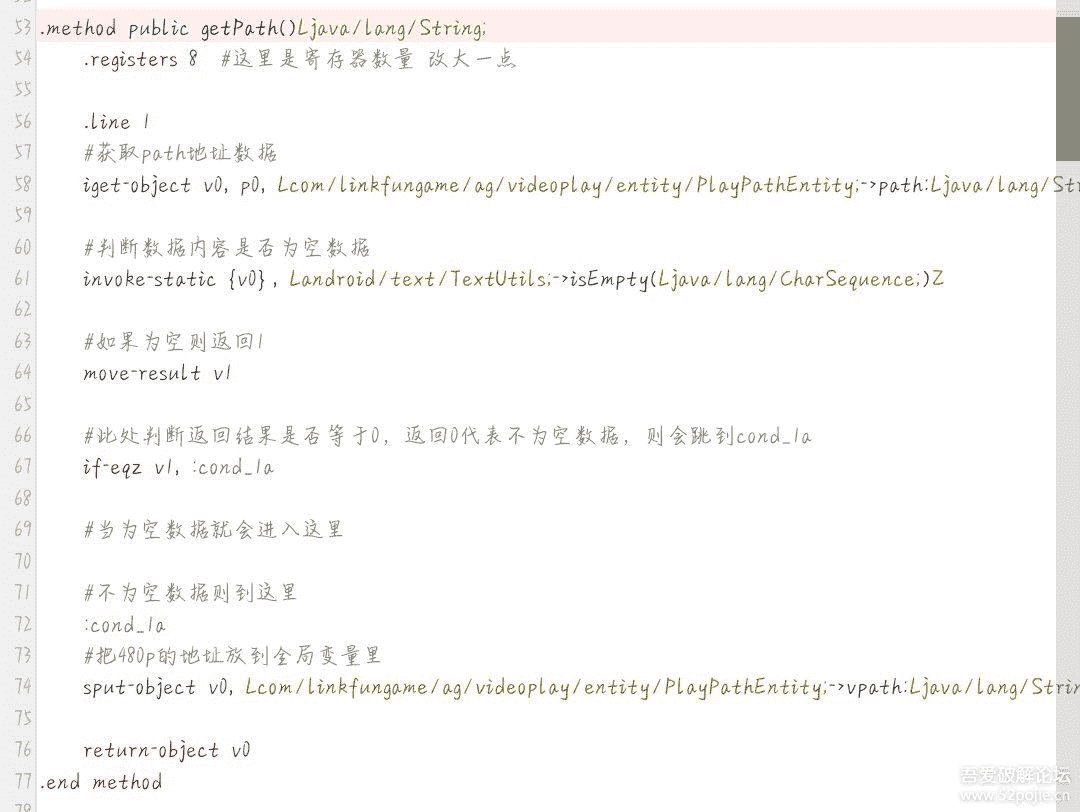 53 .method public getPath()Ljava/lang/String;
54 .registers 8 #这里是寄存器数量 改大一点
55
56 .line 1
57 #获取path地址数据
58 iget-object v0, p0, Lcom/linkfungame/ag/videoplay/entity/PlayPathEntity;->path:Ljava/lang/Str
59
60 #判断数据内容是否为空数据
61 invoke-static {v0}, Landroid/text/TextUtils;->isEmpty(Ljava/lang/CharSequence;)Z
62
63 #如果为空则返回1
64 move-result v1
65
66 #此处判断返回结果是否等于0，返回0代表不为空数据，则会跳到cond_1a
67 if-eqz v1, :cond_1a
68
69 #当为空数据就会进入这里
70
71 #不为空数据则到这里
72 :cond_1a
73 #把480p的地址放到全局变量里
74 sput-object v0, Lcom/linkfungame/ag/videoplay/entity/PlayPathEntity;->vpath:Ljava/lang/Strin
75
76 return-object v0
77 .end method
吾爱破解论坛
www.52pojie.cn